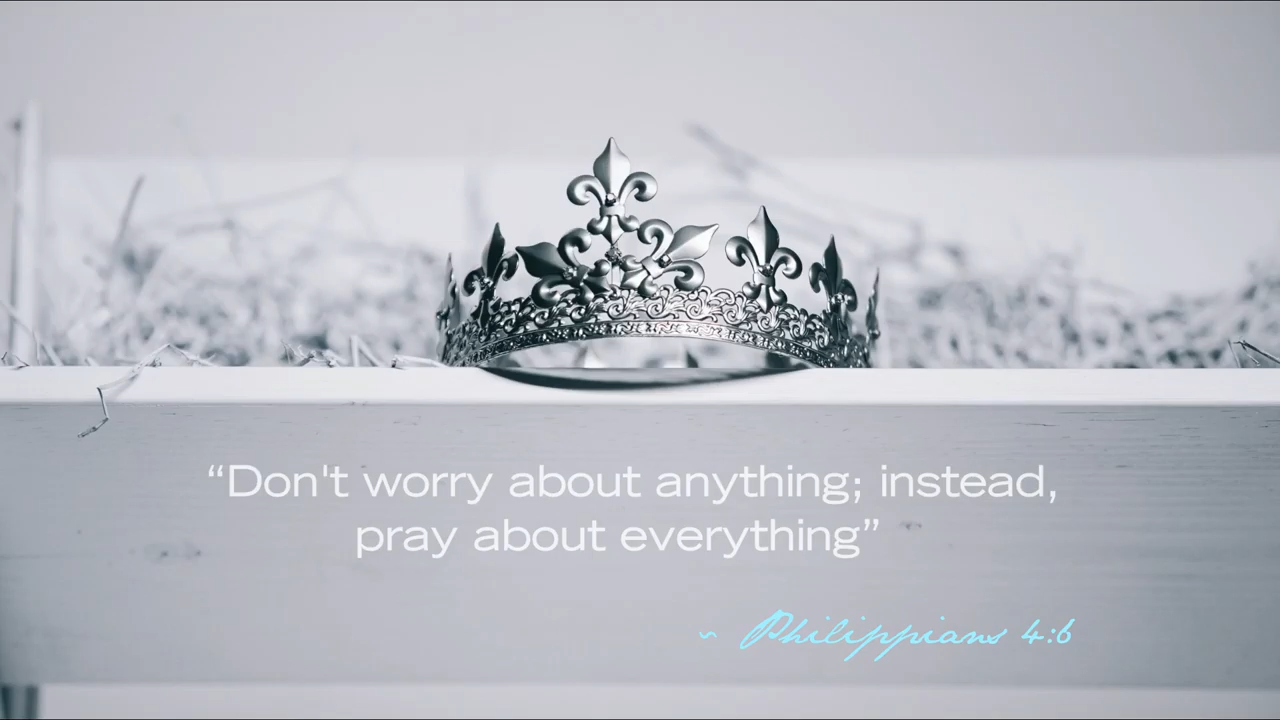 “Don't worry about anything; instead,
pray about everything”
~ Philippians 4:6